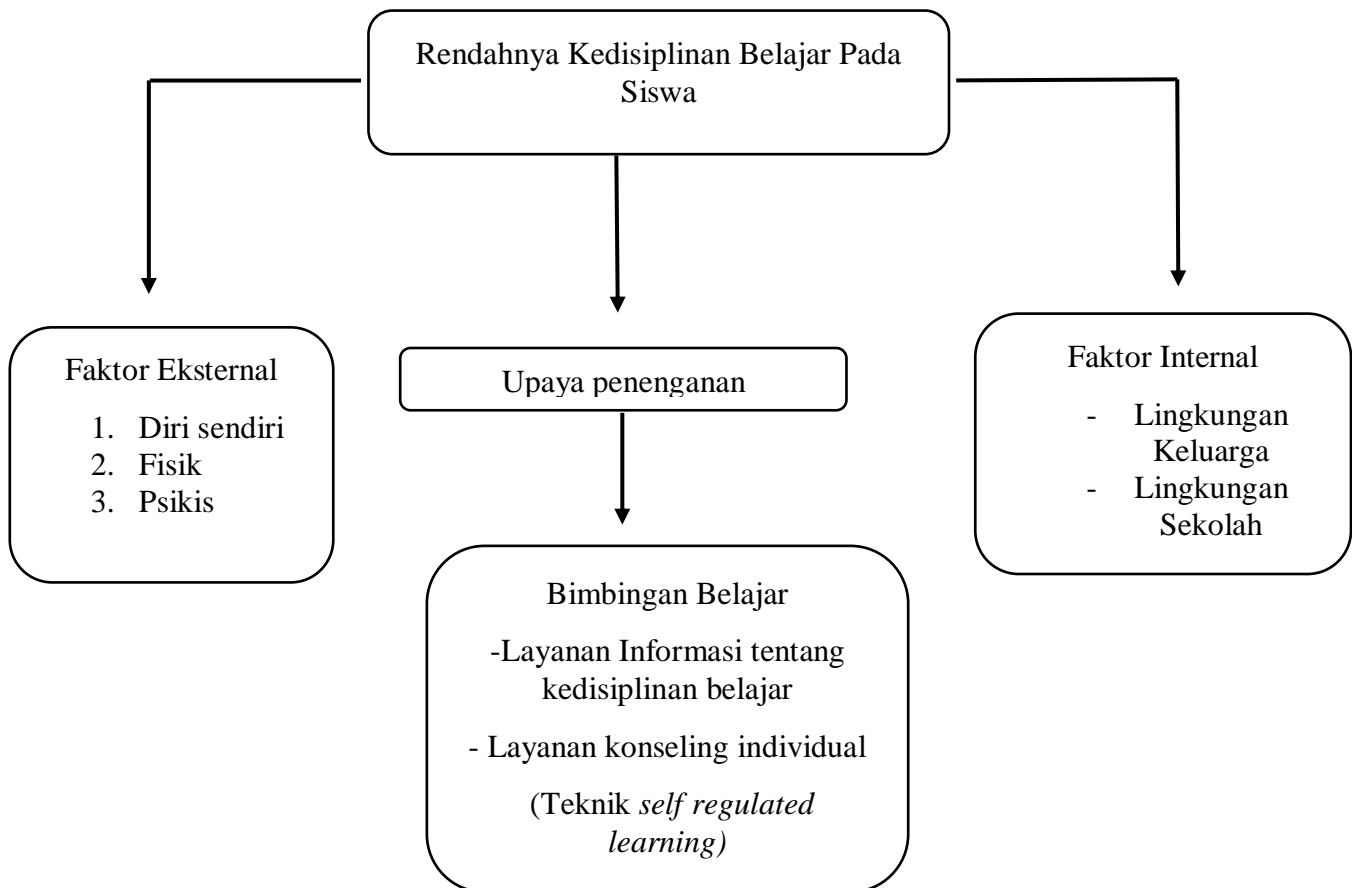 Rendahnya Kedisiplinan Belajar Pada
Siswa
Faktor Eksternal
1. Diri sendiri
2. Fisik
3. Psikis
Upaya penenganan
Faktor Internal
- Lingkungan
Keluarga
- Lingkungan
Sekolah
Bimbingan Belajar
-Layanan Informasi tentang
kedisiplinan belajar
- Layanan konseling individual
(Teknik self regulated
learning)